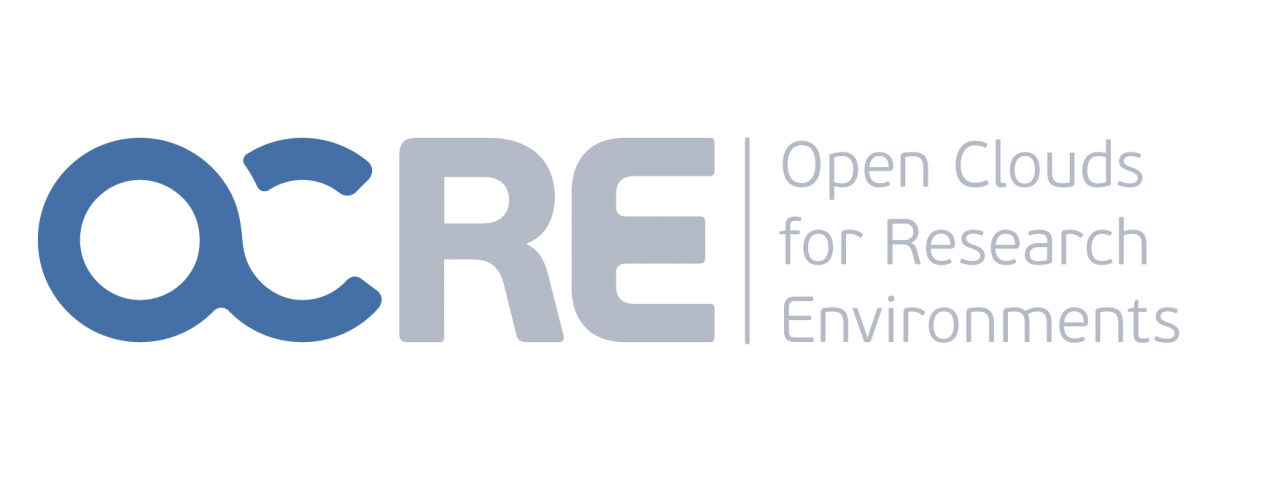 OCRE
Open Clouds
for Research
Environments